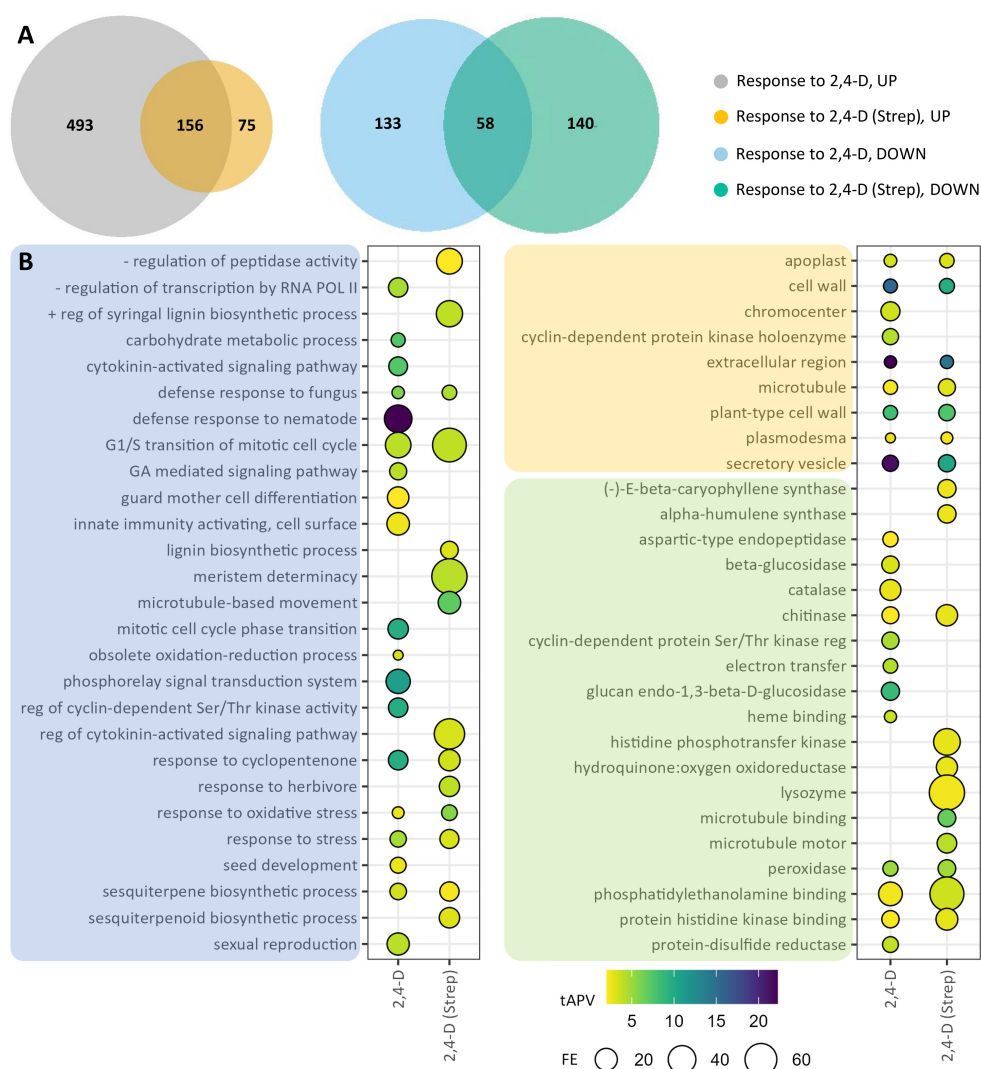 A
493
156
75
133
58
140
Response to 2,4-D, UP
Response to 2,4-D (Strep), UP
Response to 2,4-D, DOWN
Response to 2,4-D (Strep), DOWN
B
- regulation of peptidase activity
- regulation of transcription by RNA POL II
+ reg of syringal lignin biosynthetic process
carbohydrate metabolic process
cytokinin-activated signaling pathway
defense response to fungus
defense response to nematode
G1/S transition of mitotic cell cycle
GA mediated signaling pathway
guard mother cell differentiation
innate immunity activating, cell surface
lignin biosynthetic process
meristem determinacy
microtubule-based movement
mitotic cell cycle phase transition
obsolete oxidation-reduction process
phosphorelay signal transduction system
reg of cyclin-dependent Ser/Thr kinase activity
reg of cytokinin-activated signaling pathway
response to cyclopentenone
response to herbivore
response to oxidative stress
response to stress
seed development
sesquiterpene biosynthetic process
sesquiterpenoid biosynthetic process
sexual reproduction
2,4-D
2,4-D (Strep)
apoplast
cell wall
chromocenter
cyclin-dependent protein kinase holoenzyme
extracellular region
microtubule
plant-type cell wall
plasmodesma
secretory vesicle
(-)-E-beta-caryophyllene synthase
alpha-humulene synthase
aspartic-type endopeptidase
beta-glucosidase
catalase
chitinase
cyclin-dependent protein Ser/Thr kinase reg
electron transfer
glucan endo-1,3-beta-D-glucosidase
heme binding
histidine phosphotransfer kinase
hydroquinone:oxygen oxidoreductase
lysozyme
microtubule binding
microtubule motor
peroxidase
phosphatidylethanolamine binding
protein histidine kinase binding
protein-disulfide reductase
2,4-D
2,4-D (Strep)
tAPV
5 10 15 20
FE 20 40 60